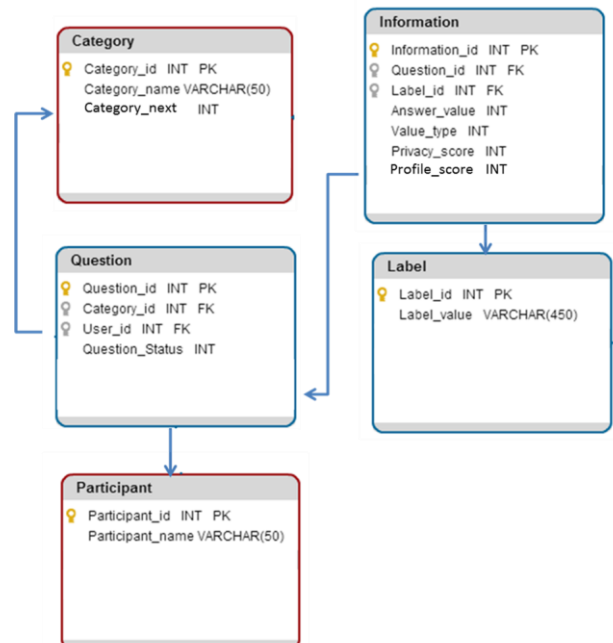 Category
Category_id INT PK
Category_name VARCHAR(50)
Category_next INT
Information
Information_id INT PK
Question_id INT FK
Label_id INT FK
Answer_value INT
Value_type INT
Privacy_score INT
Profile_score INT
Question
Question_id INT PK
Category_id INT FK
User_id INT FK
Question_Status INT
Label
Label_id INT PK
Label_value VARCHAR(450)
Participant
Participant_id INT PK
Participant_name VARCHAR(50)